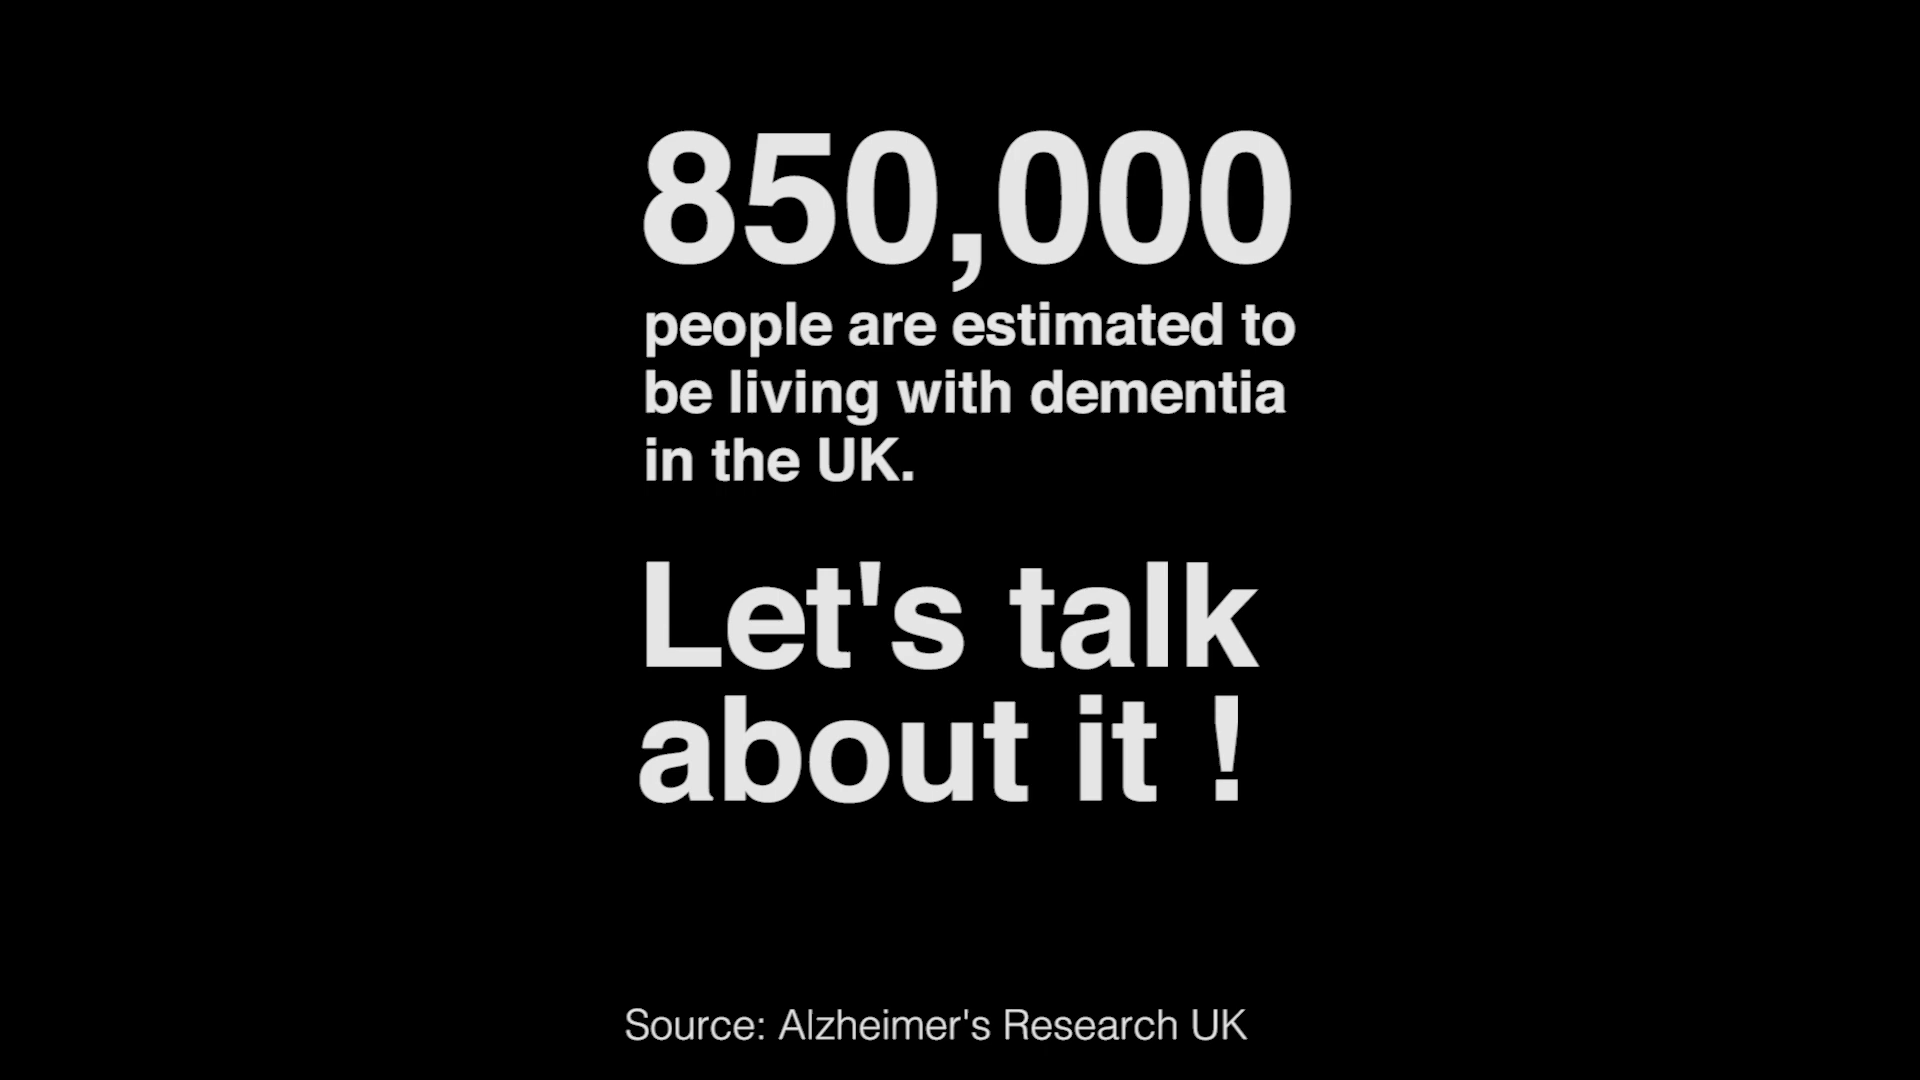 850,000
people are estimated to
be living with dementia
in the UK.
Let's talk
about it !
Source: Alzheimer's Research UK